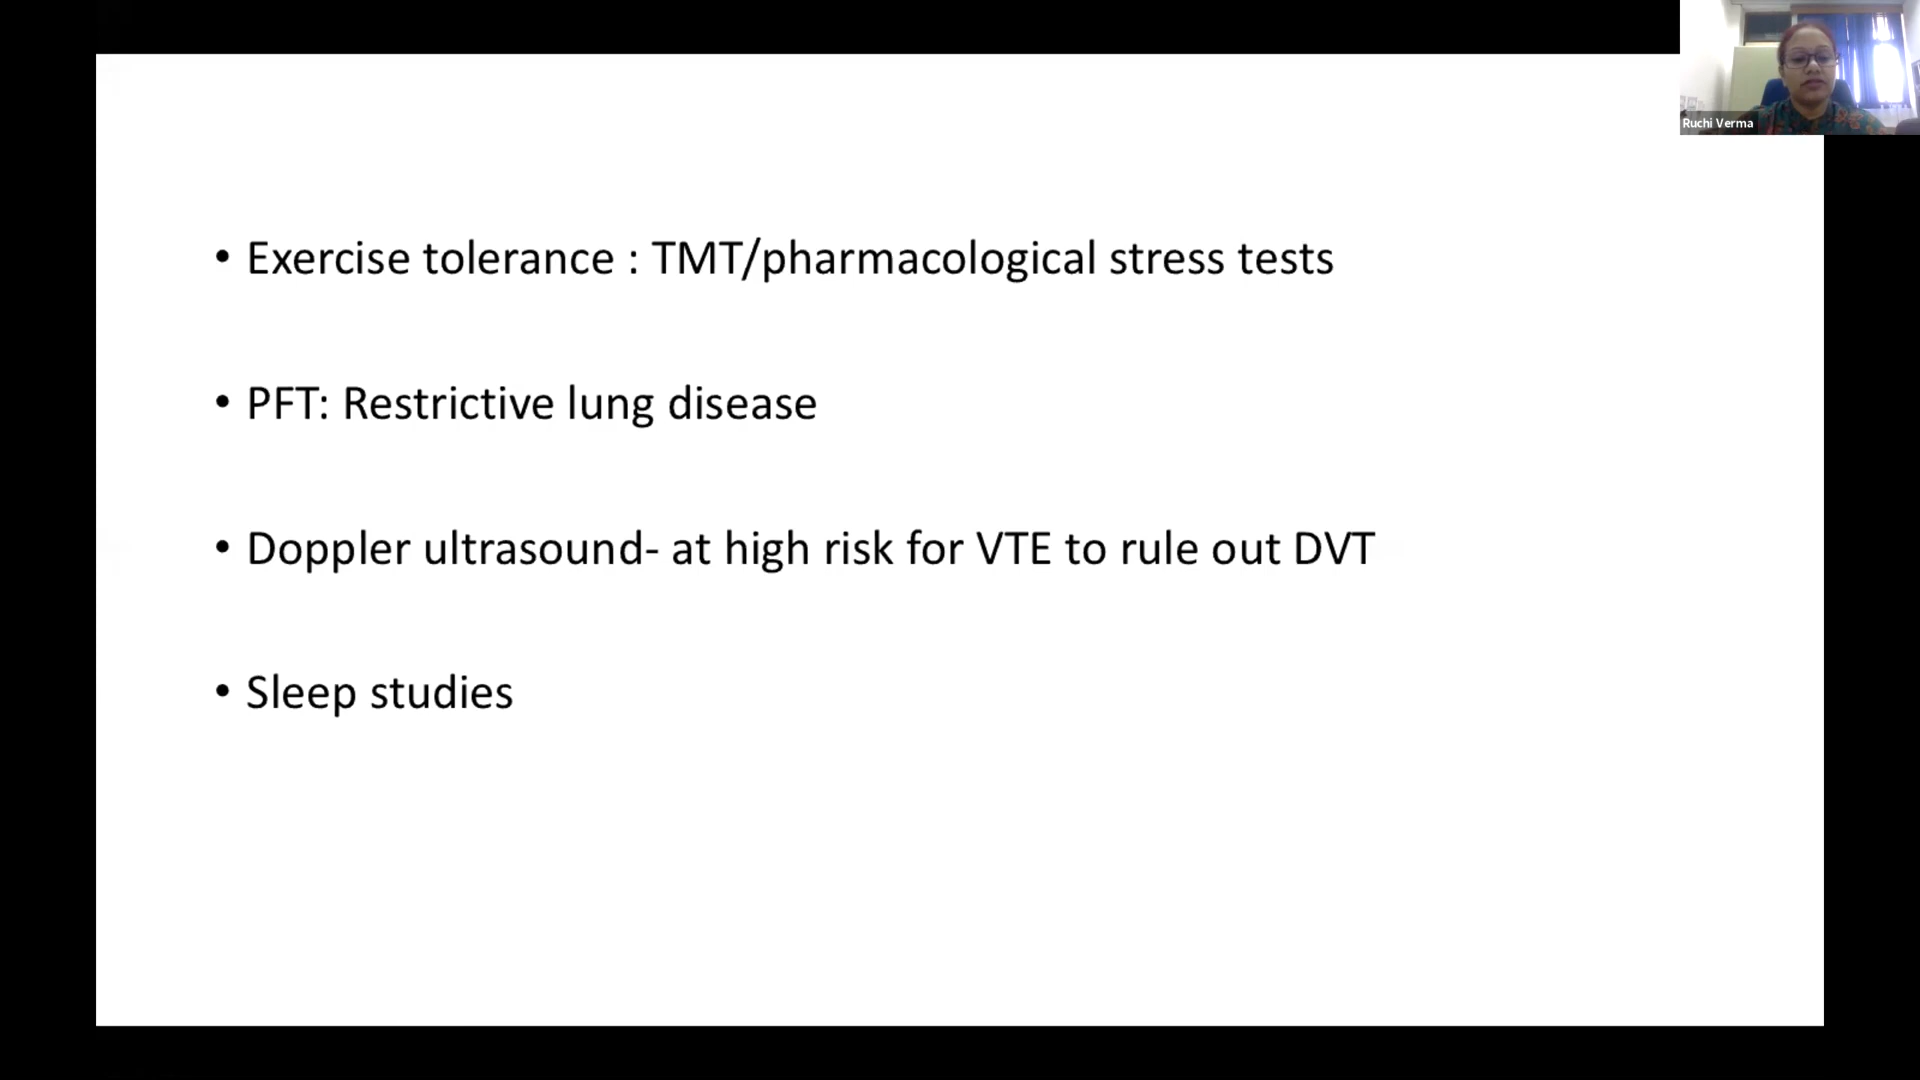 Ruchi Verma
• Exercise tolerance : TMT/pharmacological stress tests
• PFT: Restrictive lung disease
• Doppler ultrasound- at high risk for VTE to rule out DVT
• Sleep studies